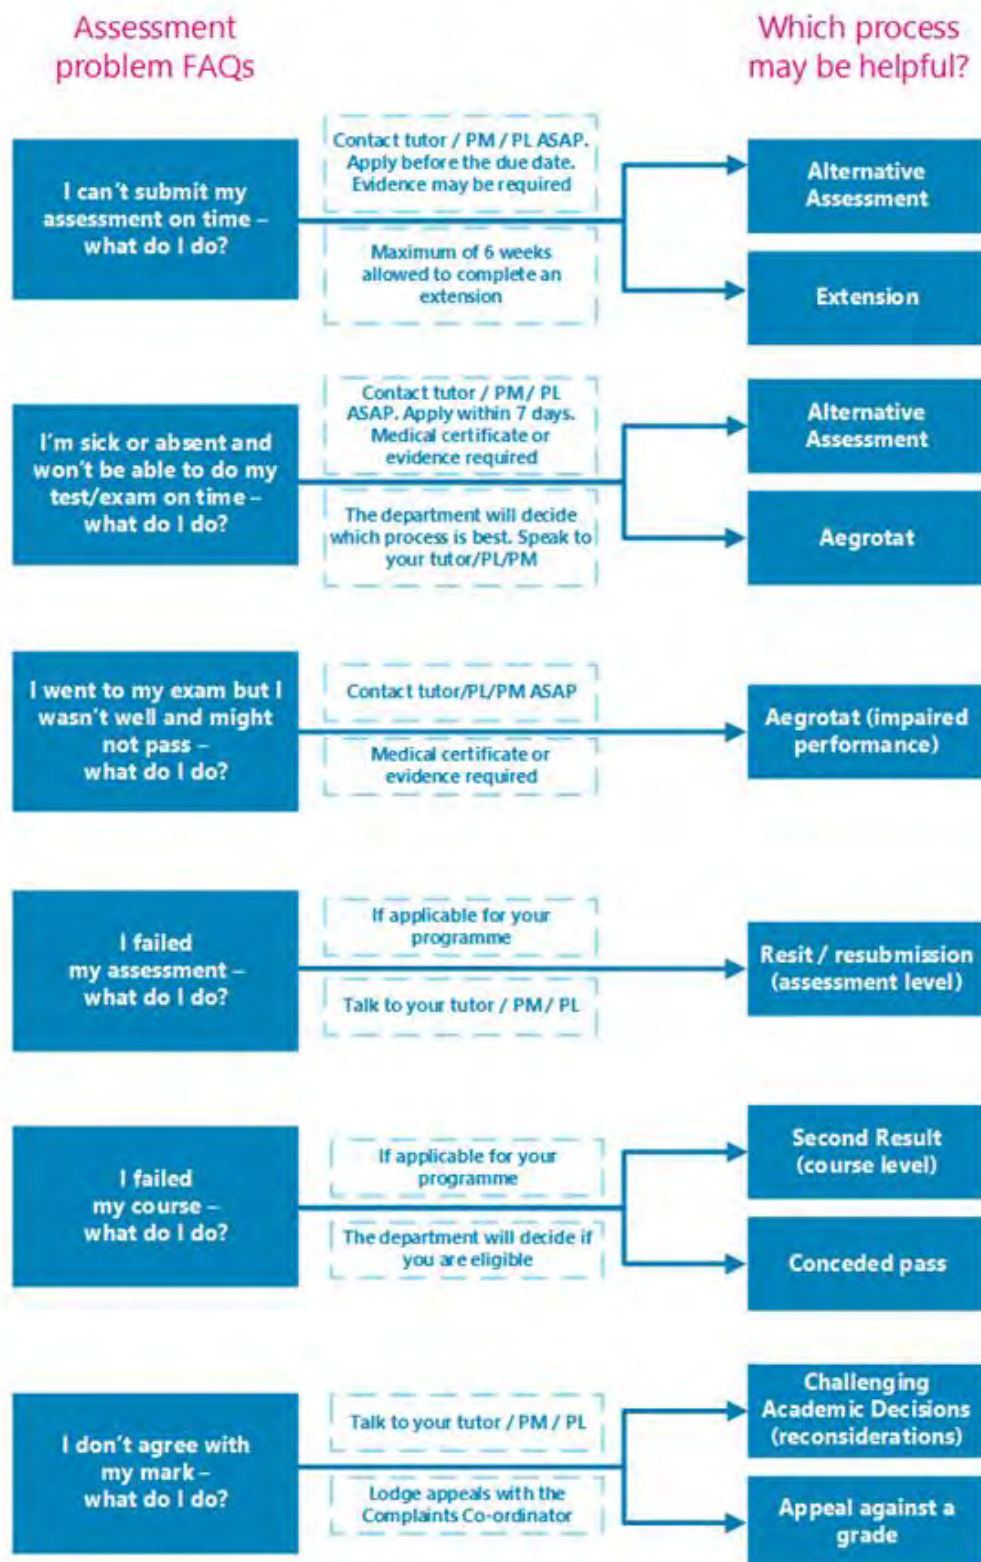 Assessment
problem FAQs
Which process
may be helpful?
I can't submit my
assessment on time –
what do I do?
Contact tutor / PM / PL ASAP.
Apply before the due date.
Evidence may be required
Maximum of 6 weeks
allowed to complete an
extension
Alternative
Assessment
Extension
I'm sick or absent and
won't be able to do my
test/exam on time –
what do I do?
Contact tutor / PM / PL
ASAP. Apply within 7 days.
Medical certificate or
evidence required
The department will decide
which process is best. Speak to
your tutor/PL/PM
Alternative
Assessment
Aegrotat
I went to my exam but I
wasn't well and might
not pass –
what do I do?
Contact tutor/PL/PM ASAP
Medical certificate or
evidence required
Aegrotat (impaired
performance)
I failed
my assessment –
what do I do?
If applicable for your
programme
Talk to your tutor / PM / PL
Resit / resubmission
(assessment level)
I failed
my course –
what do I do?
If applicable for your
programme
The department will decide if
you are eligible
Second Result
(course level)
Conceded pass
I don't agree with
my mark –
what do I do?
Talk to your tutor / PM / PL
Lodge appeals with the
Complaints Co-ordinator
Challenging
Academic Decisions
(reconsiderations)
Appeal against a
grade